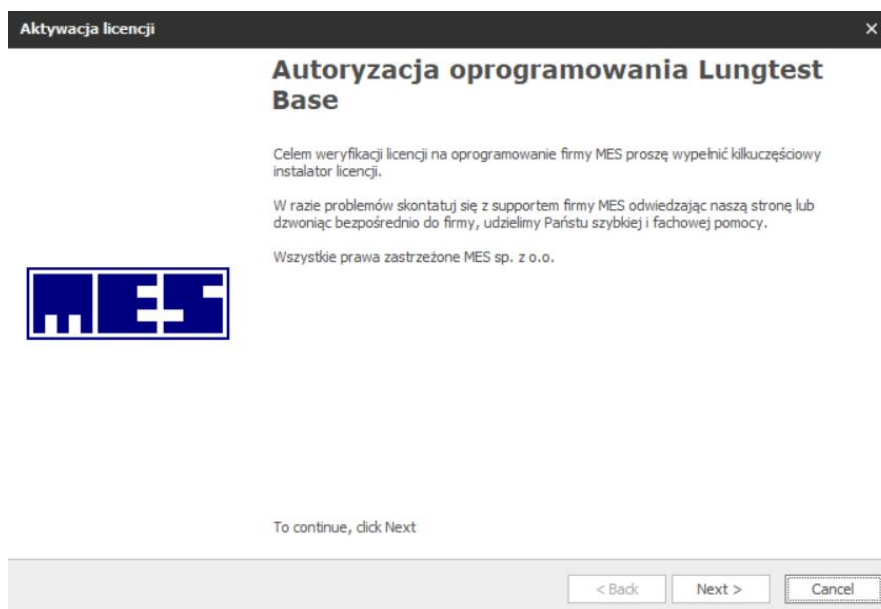 Aktywacja licencji
Autoryzacja oprogramowania Lungtest
Base
Celem weryfikacji licencji na oprogramowanie firmy MES proszę wypełnić kilkuczęściowy
instalator licencji.
W razie problemów skontatuj się z supportem firmy MES odwiedzając naszą stronę lub
dzwoniąc bezpośrednio do firmy, udzielimy Państu szybkiej i fachowej pomocy.
Wszystkie prawa zastrzeżone MES sp. z o.o.
mES
To continue, click Next
< Back Next > Cancel